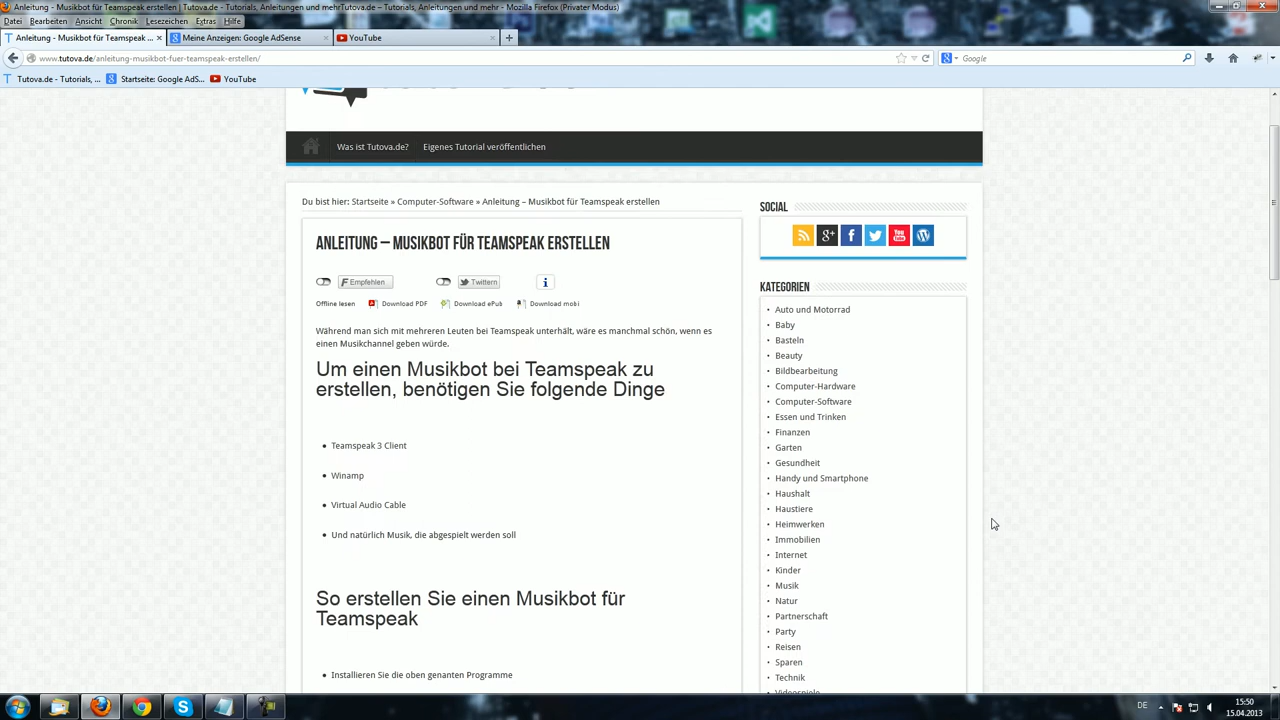 Anleitung - Musikbot für Teamspeak erstellen | Tutova.de - Tutorials, Anleitungen und mehrTutova.de – Tutorials, Anleitungen und mehr - Mozilla Firefox (Privater Modus)
Datei Bearbeiten Ansicht Chronik Lesezeichen Extras Hilfe
Anleitung - Musikbot für Teamspeak ... Meine Anzeigen: Google AdSense YouTube
www.tutova.de/anleitung-musikbot-fuer-teamspeak-erstellen/ Google
Tutova.de - Tutorials, ... Startseite: Google AdS... YouTube
Was ist Tutova.de? Eigenes Tutorial veröffentlichen
Du bist hier: Startseite » Computer-Software » Anleitung – Musikbot für Teamspeak erstellen
ANLEITUNG – MUSIKBOT FÜR TEAMSPEAK ERSTELLEN
Empfehlen Twittern
Offline lesen Download PDF Download ePub Download mobi
Während man sich mit mehreren Leuten bei Teamspeak unterhält, wäre es manchmal schön, wenn es
einen Musikchannel geben würde.
Um einen Musikbot bei Teamspeak zu
erstellen, benötigen Sie folgende Dinge
Teamspeak 3 Client
Winamp
Virtual Audio Cable
Und natürlich Musik, die abgespielt werden soll
So erstellen Sie einen Musikbot für
Teamspeak
Installieren Sie die oben genanten Programme
SOCIAL
KATEGORIEN
Auto und Motorrad
Baby
Basteln
Beauty
Bildbearbeitung
Computer-Hardware
Computer-Software
Essen und Trinken
Finanzen
Garten
Gesundheit
Handy und Smartphone
Haushalt
Haustiere
Heimwerken
Immobilien
Internet
Kinder
Musik
Natur
Partnerschaft
Party
Reisen
Sparen
Technik
Videospiele
DE 15:50
15.04.2013